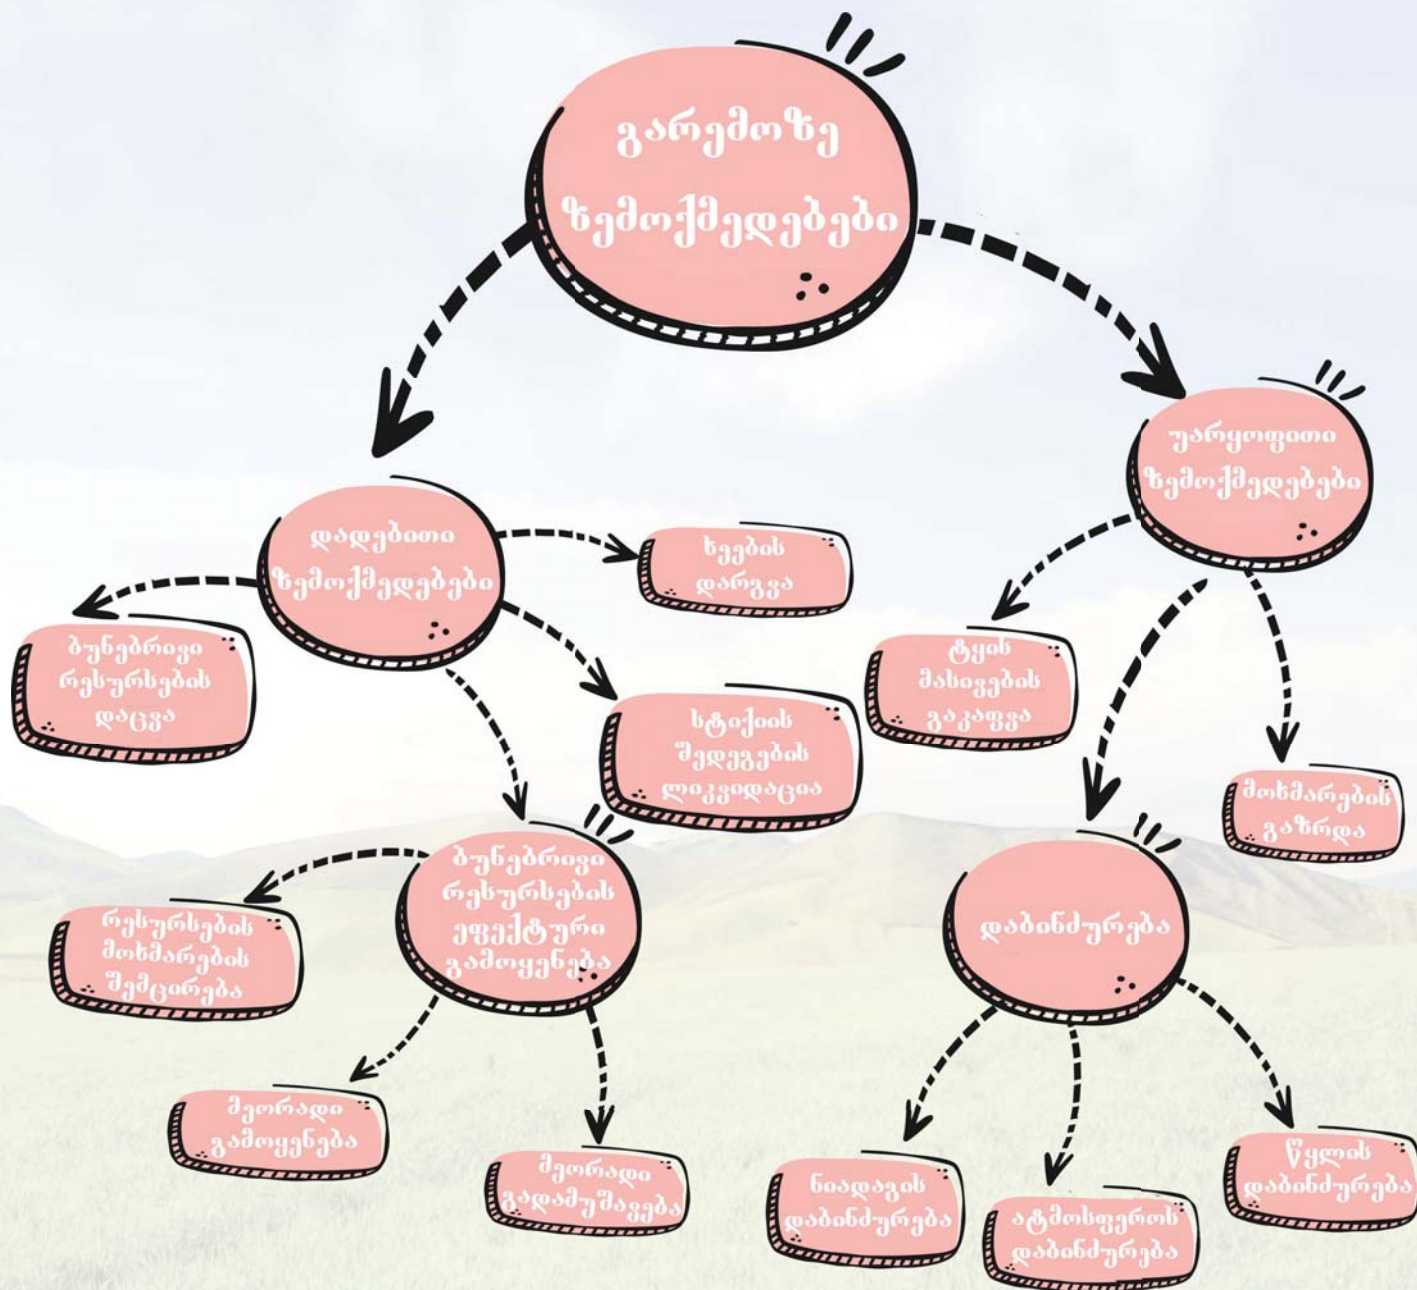 გარემოზე
ზემოქმედებები
უარყოფითი
ზემოქმედებები
დადებითი
ზემოქმედებები
ხეების
დარგვა
ბუნებრივი
რესურსების
დაცვა
სტიქიის
შედეგების
ლიკვიდაცია
ტყის
მასივების
გაკაფვა
მოხმარების
გაზრდა
ბუნებრივი
რესურსების
ეფექტური
გამოყენება
რესურსების
მოხმარების
შემცირება
დაბინძურება
მეორადი
გამოყენება
მეორადი
გადამუშავება
ნიადაგის
დაბინძურება
ატმოსფეროს
დაბინძურება
წყლის
დაბინძურება